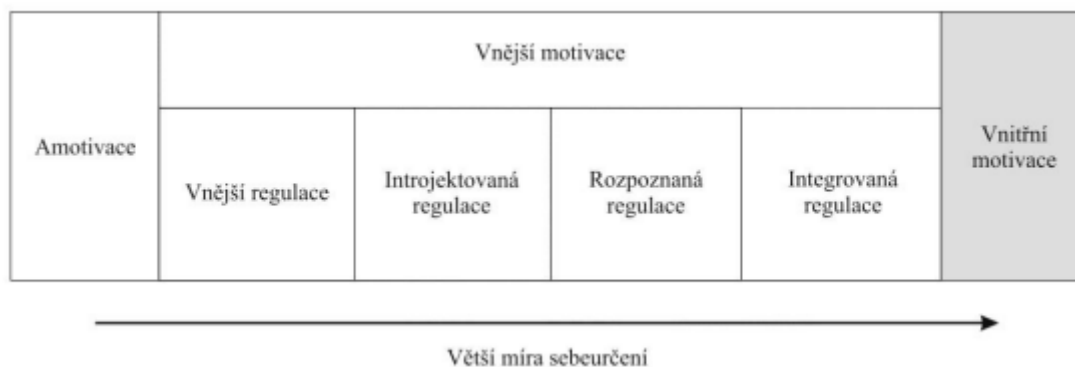 Vnější motivace
Amotivace
Vnější regulace
Introjektovaná
regulace
Rozpoznaná
regulace
Integrovaná
regulace
Vnitřní
motivace
Větší míra sebeurčení